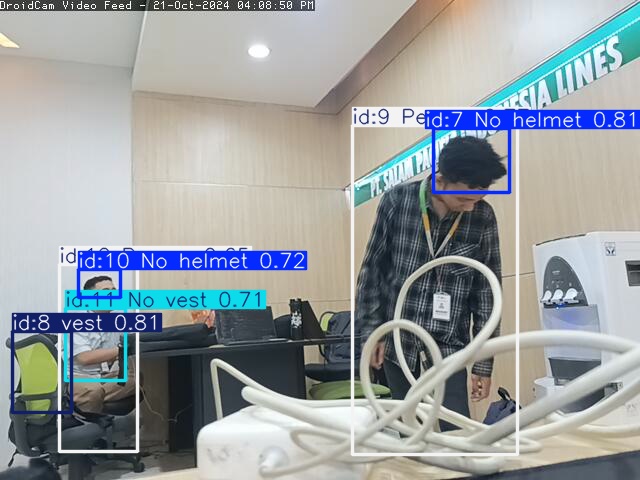 DroidCam Video Feed - 21-Oct-2024 04:08:50 PM
INDONESIA LINES
PT. SALAM PA
id:9 Pe
id:7 No helmet 0.81
id:10 No helmet 0.72
id:11 No vest 0.71
id:8 vest 0.81